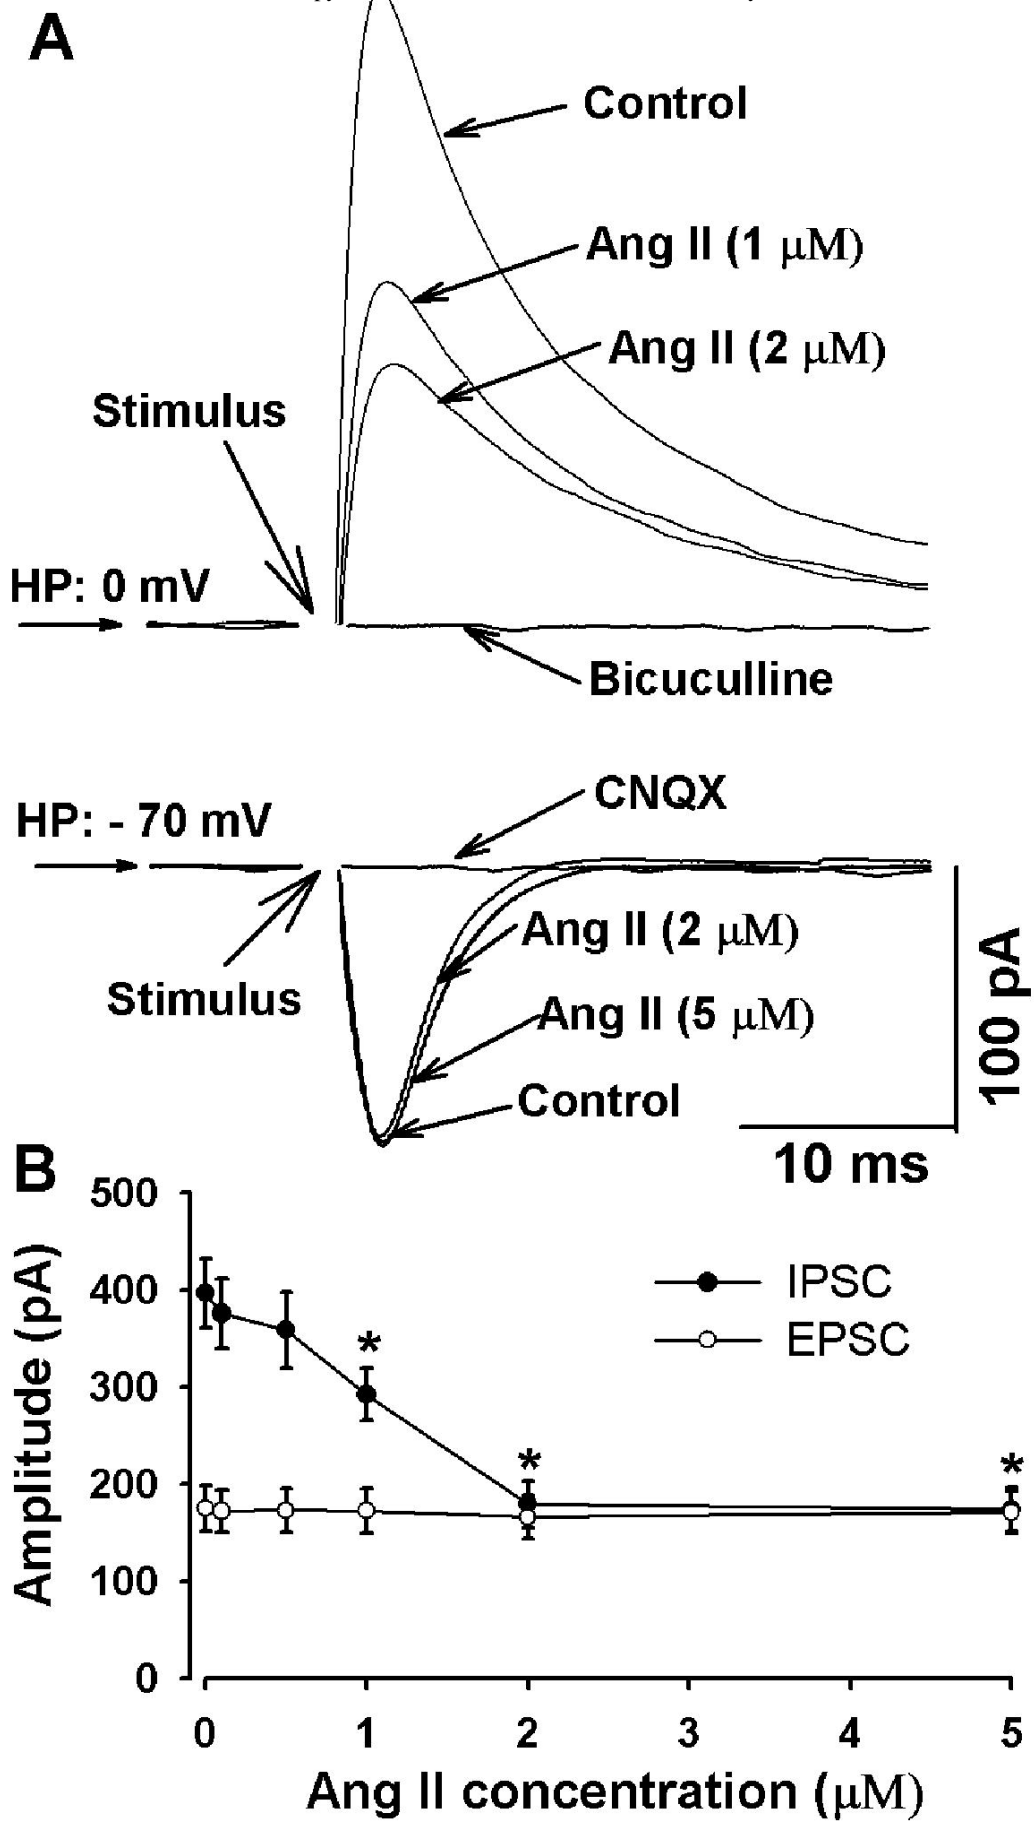 A
Control
Ang II (1 μM)
Ang II (2 μM)
Stimulus
HP: 0 mV
Bicuculline
CNQX
HP: - 70 mV
Ang II (2 μM)
Stimulus
Ang II (5 μM)
Control
100 pA
10 ms
B
500
400
300
200
100
0
Amplitude (pA)
IPSC
EPSC
*
*
*
0 1 2 3 4 5
Ang II concentration (μM)